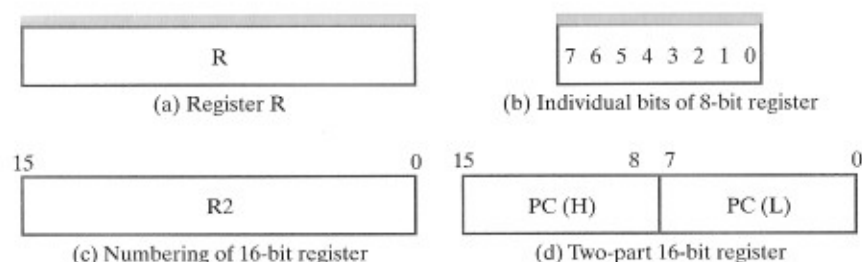 R
(a) Register R
7 6 5 4 3 2 1 0
(b) Individual bits of 8-bit register
15 0
R2
(c) Numbering of 16-bit register
15 8 7 0
PC (H) PC (L)
(d) Two-part 16-bit register